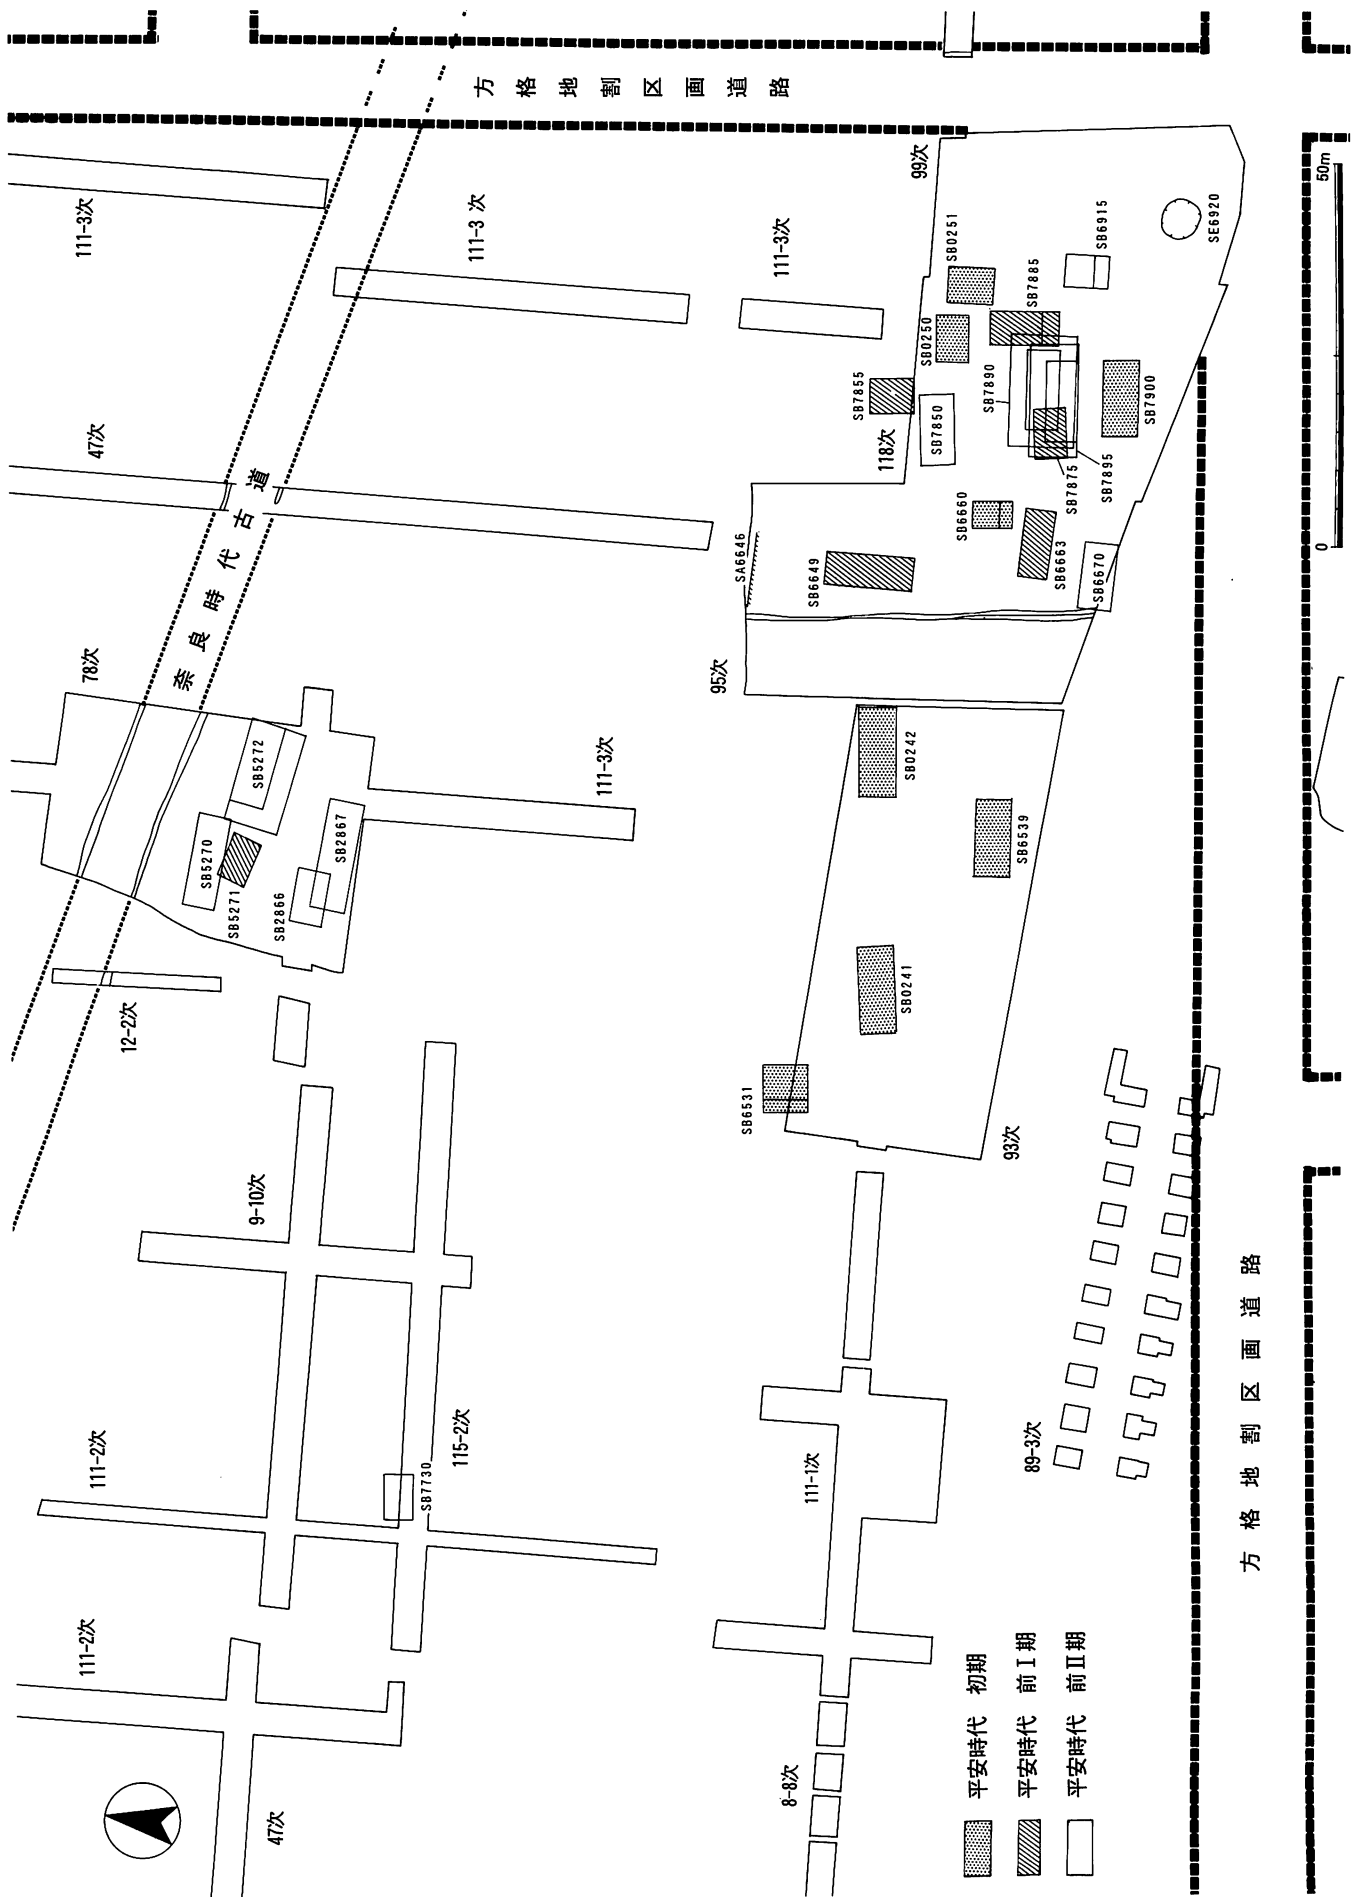 方格地割区画道路
111-3次
111-3次
111-3次
99次
50m
0
SB0251
SB6915
SE6920
SB0250
SB7885
SB7855
SB7890
SB7850
SB7900
118次
SB7875
SB7895
47次
奈良時代古道
SB6660
SA6646
SB6649
SB6663
SB6670
78次
95次
SB5272
111-3次
SB0242
SB5270
SB2867
SB6539
SB5271
SB2866
SB0241
12-2次
SB6531
93次
9-10次
方格地割区画道路
111-2次
115-2次
SB7730
111-1次
89-3次
111-2次
47次
8-8次
平安時代 初期
平安時代 前Ⅰ期
平安時代 前Ⅱ期